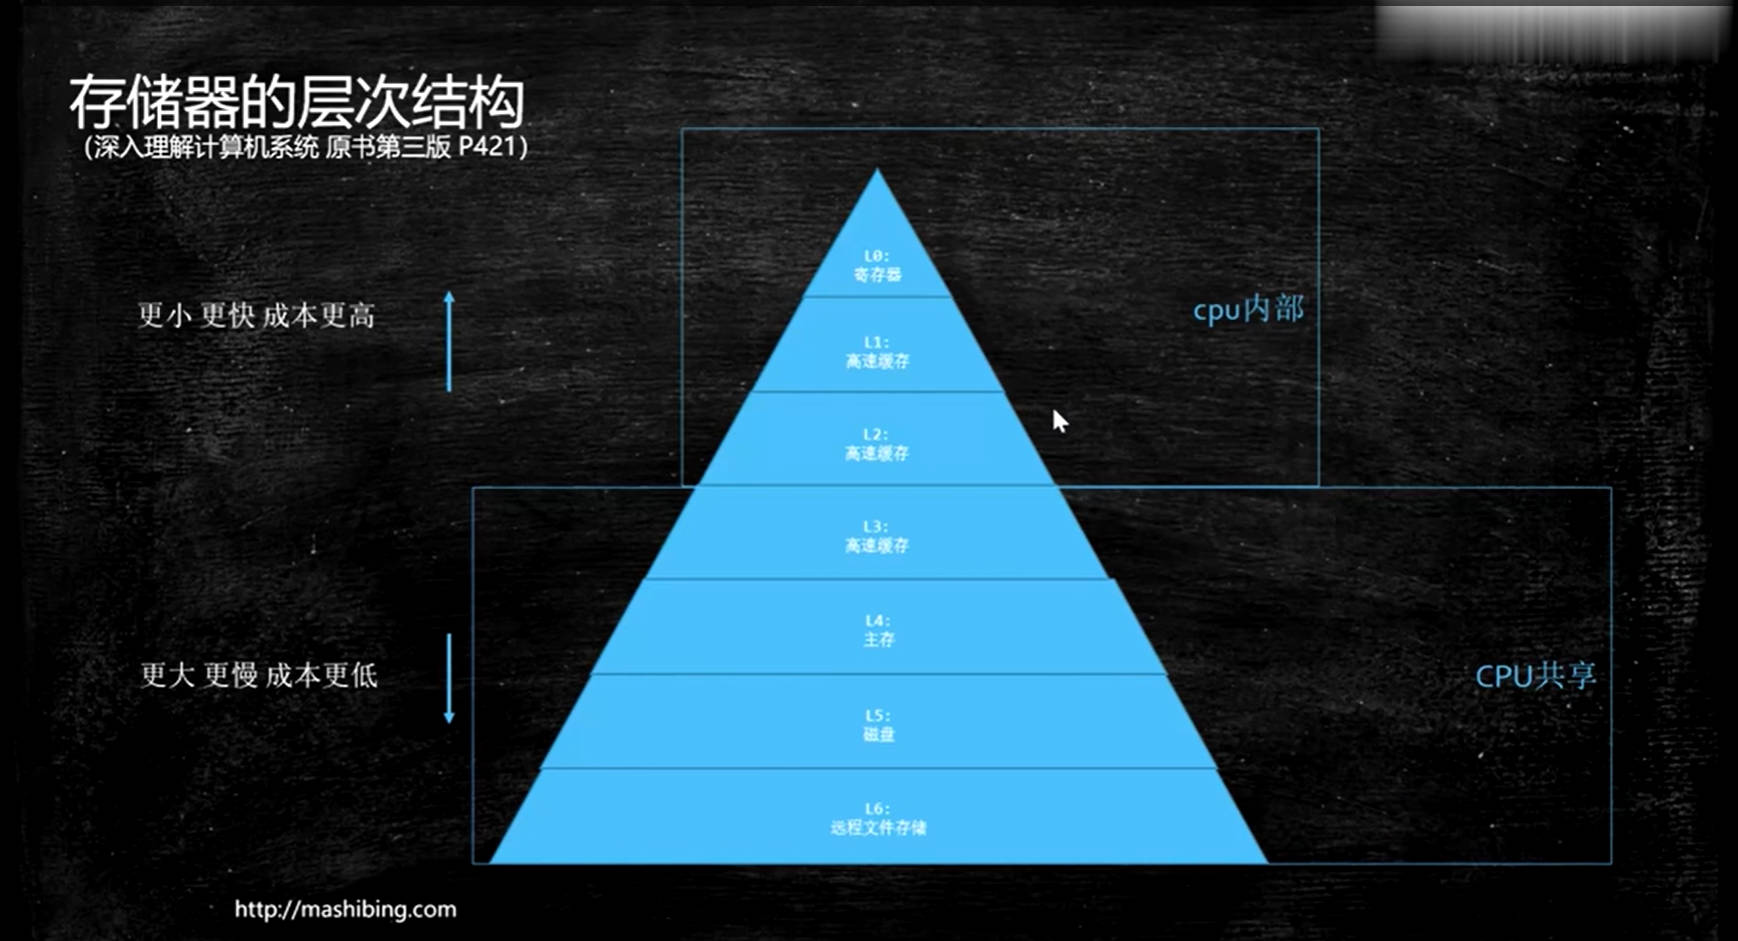 存储器的层次结构
(深入理解计算机系统 原书第三版 P421)
L0:
寄存器
更小 更快 成本更高
cpu内部
L1:
高速缓存
L2:
高速缓存
L3:
高速缓存
L4:
主存
更大 更慢 成本更低
CPU共享
L5:
磁盘
L6:
远程文件存储
http://mashibing.com